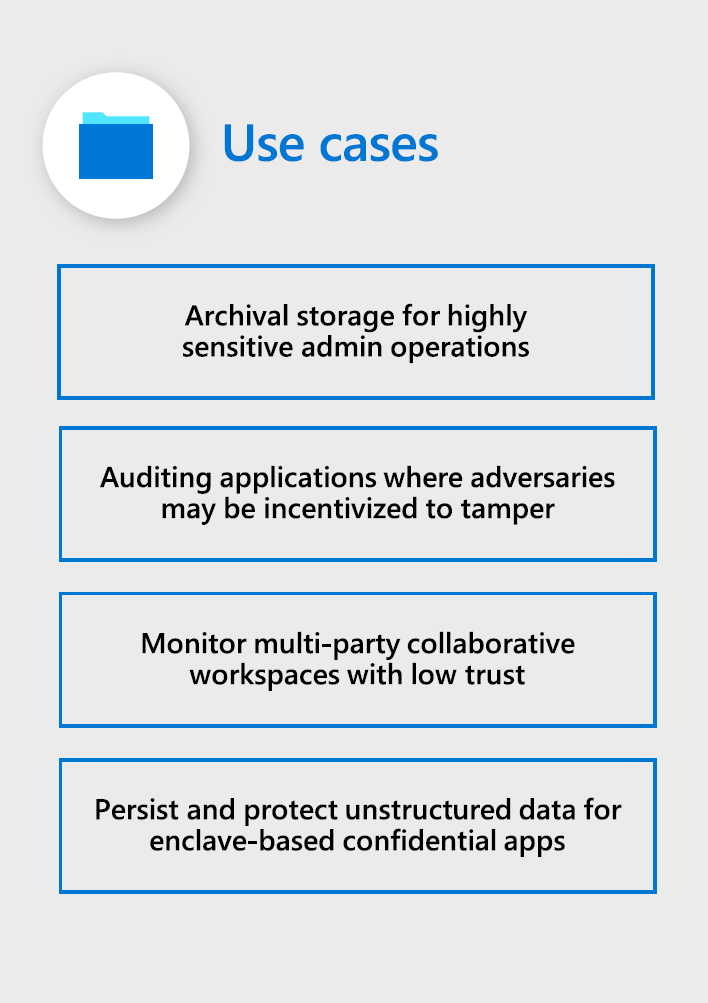 Use cases
Archival storage for highly
sensitive admin operations
Auditing applications where adversaries
may be incentivized to tamper
Monitor multi-party collaborative
workspaces with low trust
Persist and protect unstructured data for
enclave-based confidential apps